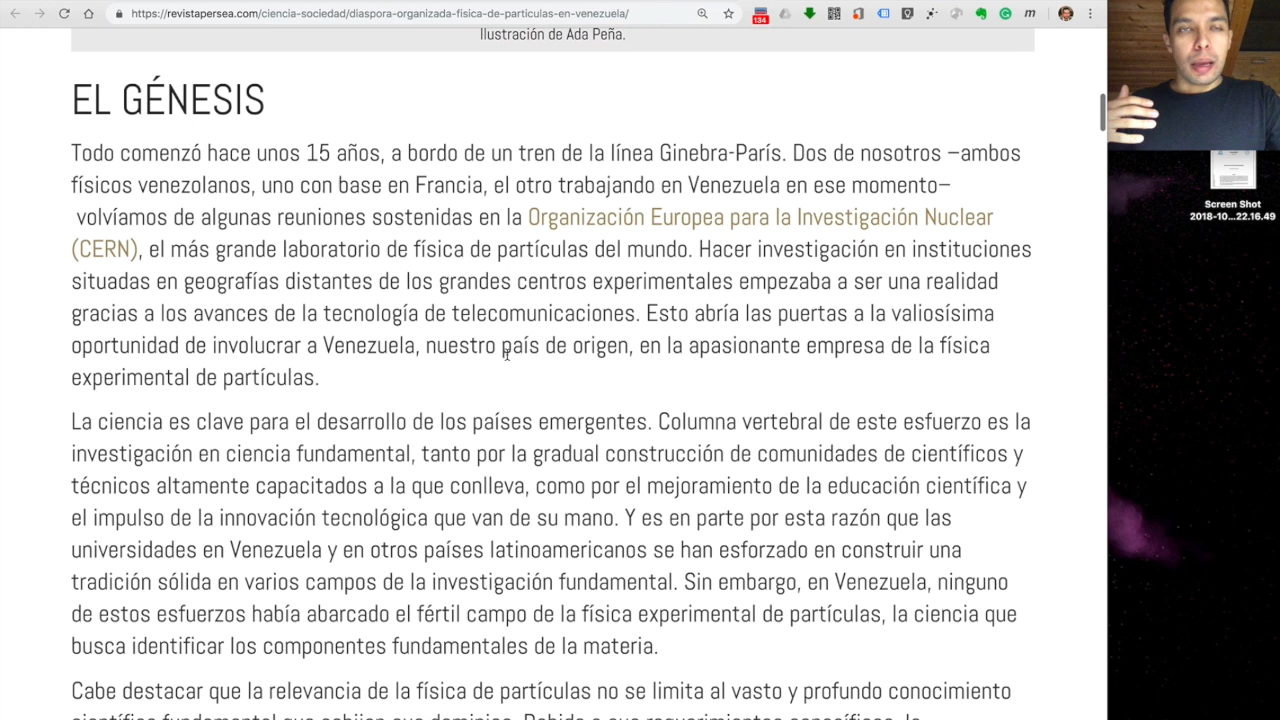 https://revistapersea.com/ciencia-sociedad/diaspora-organizada-fisica-de-particulas-en-venezuela/
134
m
Ilustración de Ada Peña.
EL GÉNESIS
Todo comenzó hace unos 15 años, a bordo de un tren de la línea Ginebra-París. Dos de nosotros –ambos
físicos venezolanos, uno con base en Francia, el otro trabajando en Venezuela en ese momento–
volvíamos de algunas reuniones sostenidas en la Organización Europea para la Investigación Nuclear
(CERN), el más grande laboratorio de física de partículas del mundo. Hacer investigación en instituciones
situadas en geografías distantes de los grandes centros experimentales empezaba a ser una realidad
gracias a los avances de la tecnología de telecomunicaciones. Esto abría las puertas a la valiosísima
oportunidad de involucrar a Venezuela, nuestro país de origen, en la apasionante empresa de la física
experimental de partículas.
La ciencia es clave para el desarrollo de los países emergentes. Columna vertebral de este esfuerzo es la
investigación en ciencia fundamental, tanto por la gradual construcción de comunidades de científicos y
técnicos altamente capacitados a la que conlleva, como por el mejoramiento de la educación científica y
el impulso de la innovación tecnológica que van de su mano. Y es en parte por esta razón que las
universidades en Venezuela y en otros países latinoamericanos se han esforzado en construir una
tradición sólida en varios campos de la investigación fundamental. Sin embargo, en Venezuela, ninguno
de estos esfuerzos había abarcado el fértil campo de la física experimental de partículas, la ciencia que
busca identificar los componentes fundamentales de la materia.
Cabe destacar que la relevancia de la física de partículas no se limita al vasto y profundo conocimiento
Screen Shot
2018-10...22.16.49